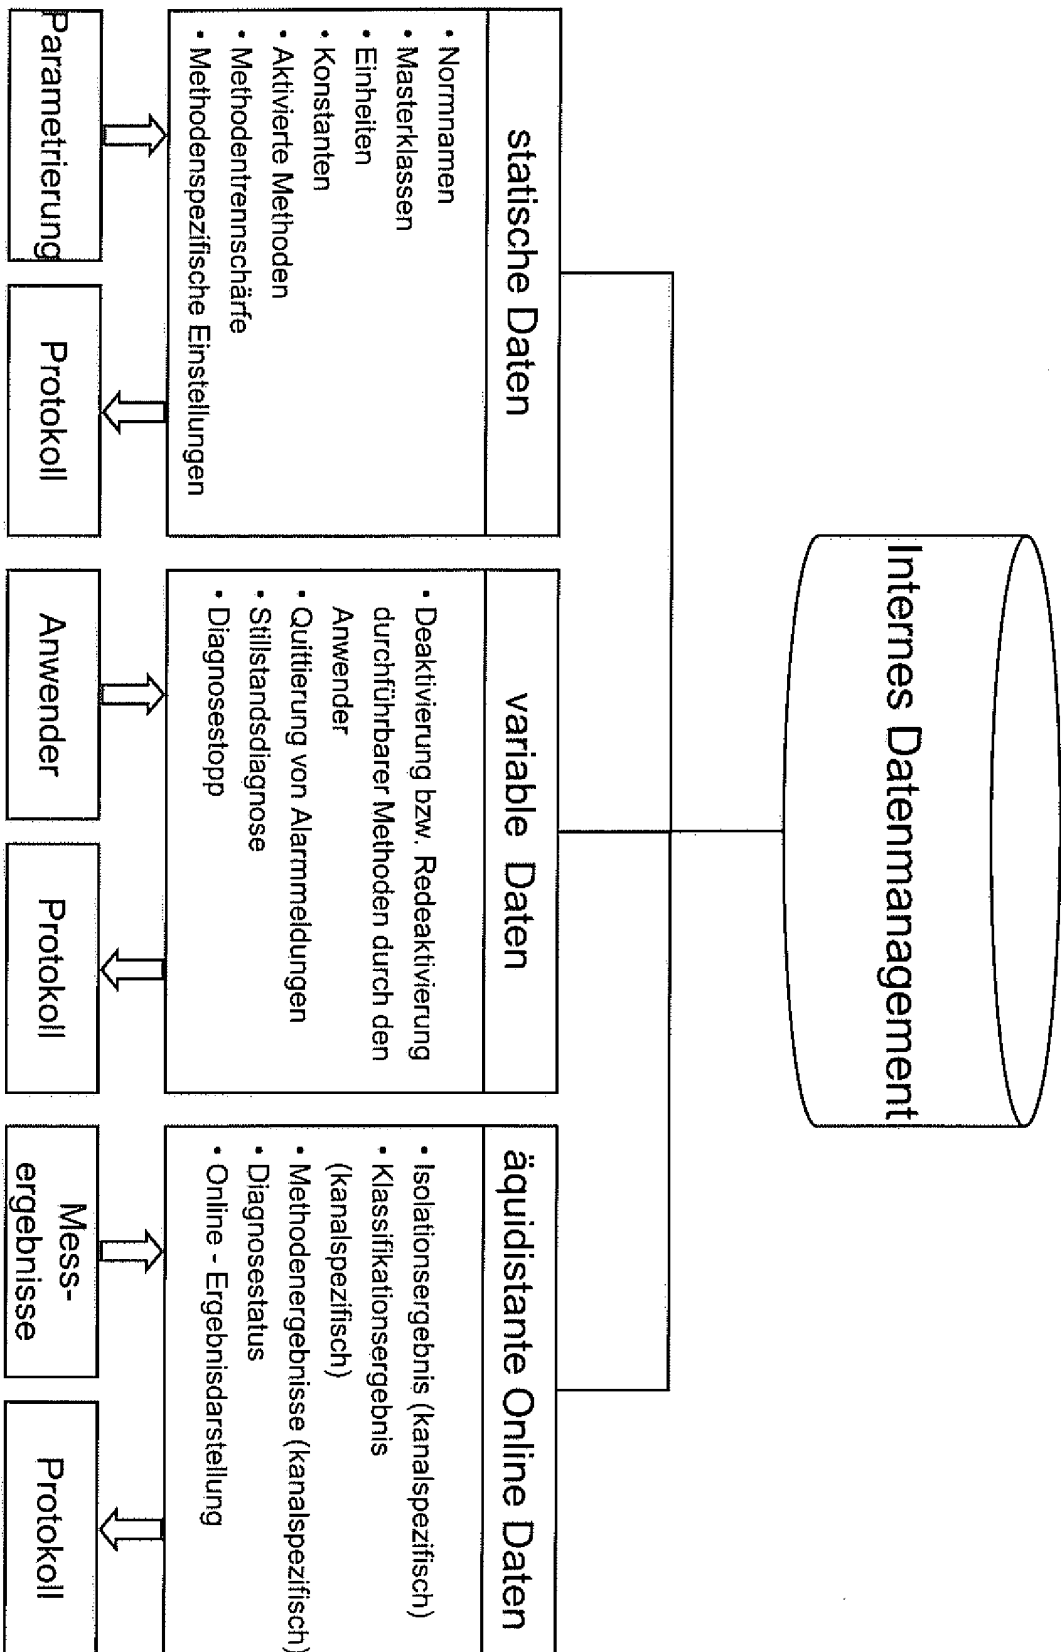 Internes Datenmanagement
statische Daten
• Normnamen
• Masterklassen
• Einheiten
• Konstanten
• Aktivierte Methoden
• Methodentrennschärfe
• Methodenspezifische Einstellungen
Parametrierung
Protokoll
variable Daten
• Deaktivierung bzw. Redeaktivierung
durchführbarer Methoden durch den
Anwender
• Quittierung von Alarmmeldungen
• Stillstandsdiagnose
• Diagnosestopp
Anwender
Protokoll
äquidistante Online Daten
• Isolationsergebnis (kanalspezifisch)
• Klassifikationsergebnis
(kanalspezifisch)
• Methodenergebnisse (kanalspezifisch)
• Diagnosestatus
• Online - Ergebnisdarstellung
Mess-
ergebnisse
Protokoll